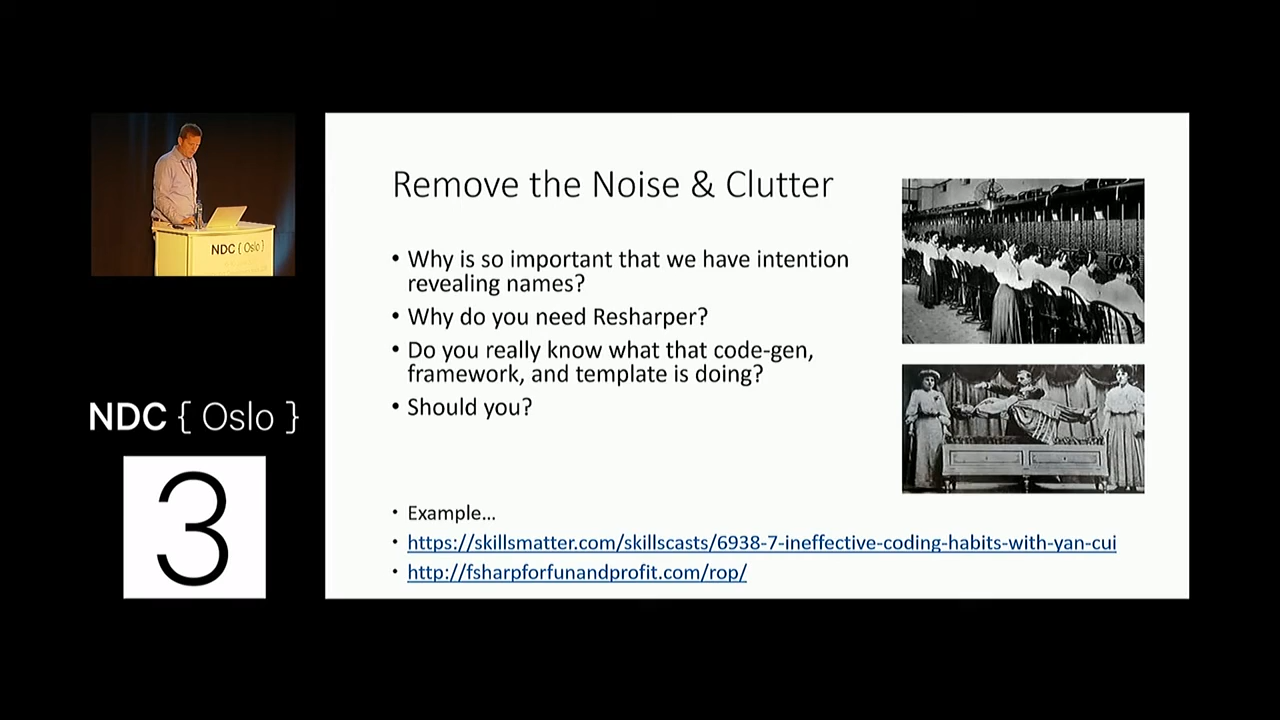 Remove the Noise & Clutter
• Why is so important that we have intention
revealing names?
• Why do you need Resharper?
• Do you really know what that code-gen,
framework, and template is doing?
• Should you?
• Example...
• https://skillsmatter.com/skillscasts/6938-7-ineffective-coding-habits-with-yan-cui
• http://fsharpforfunandprofit.com/rop/
NDC { Oslo }
NDC { Oslo }
3